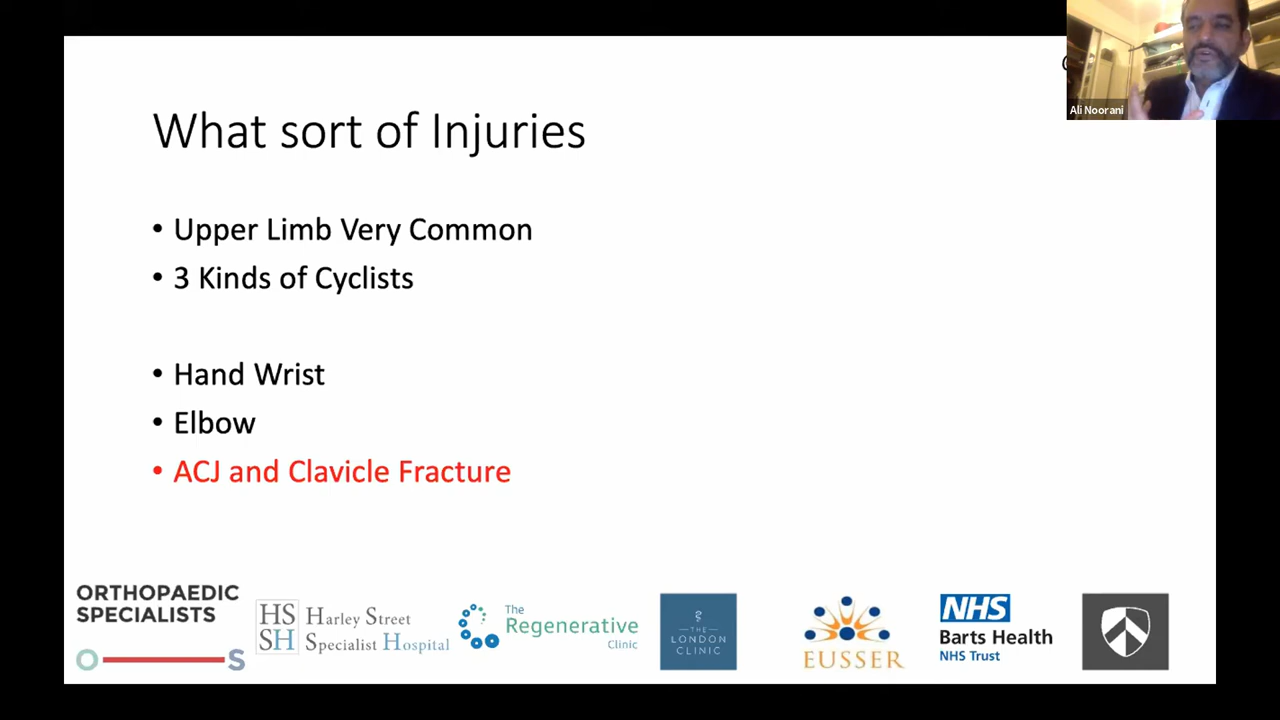 Ali Noorani
What sort of Injuries
• Upper Limb Very Common
• 3 Kinds of Cyclists
• Hand Wrist
• Elbow
• ACJ and Clavicle Fracture
ORTHOPAEDIC
SPECIALISTS
O S
HS
SH
Harley Street
Specialist Hospital
The
Regenerative
Clinic
THE
LONDON
CLINIC
EUSSER
NHS
Barts Health
NHS Trust